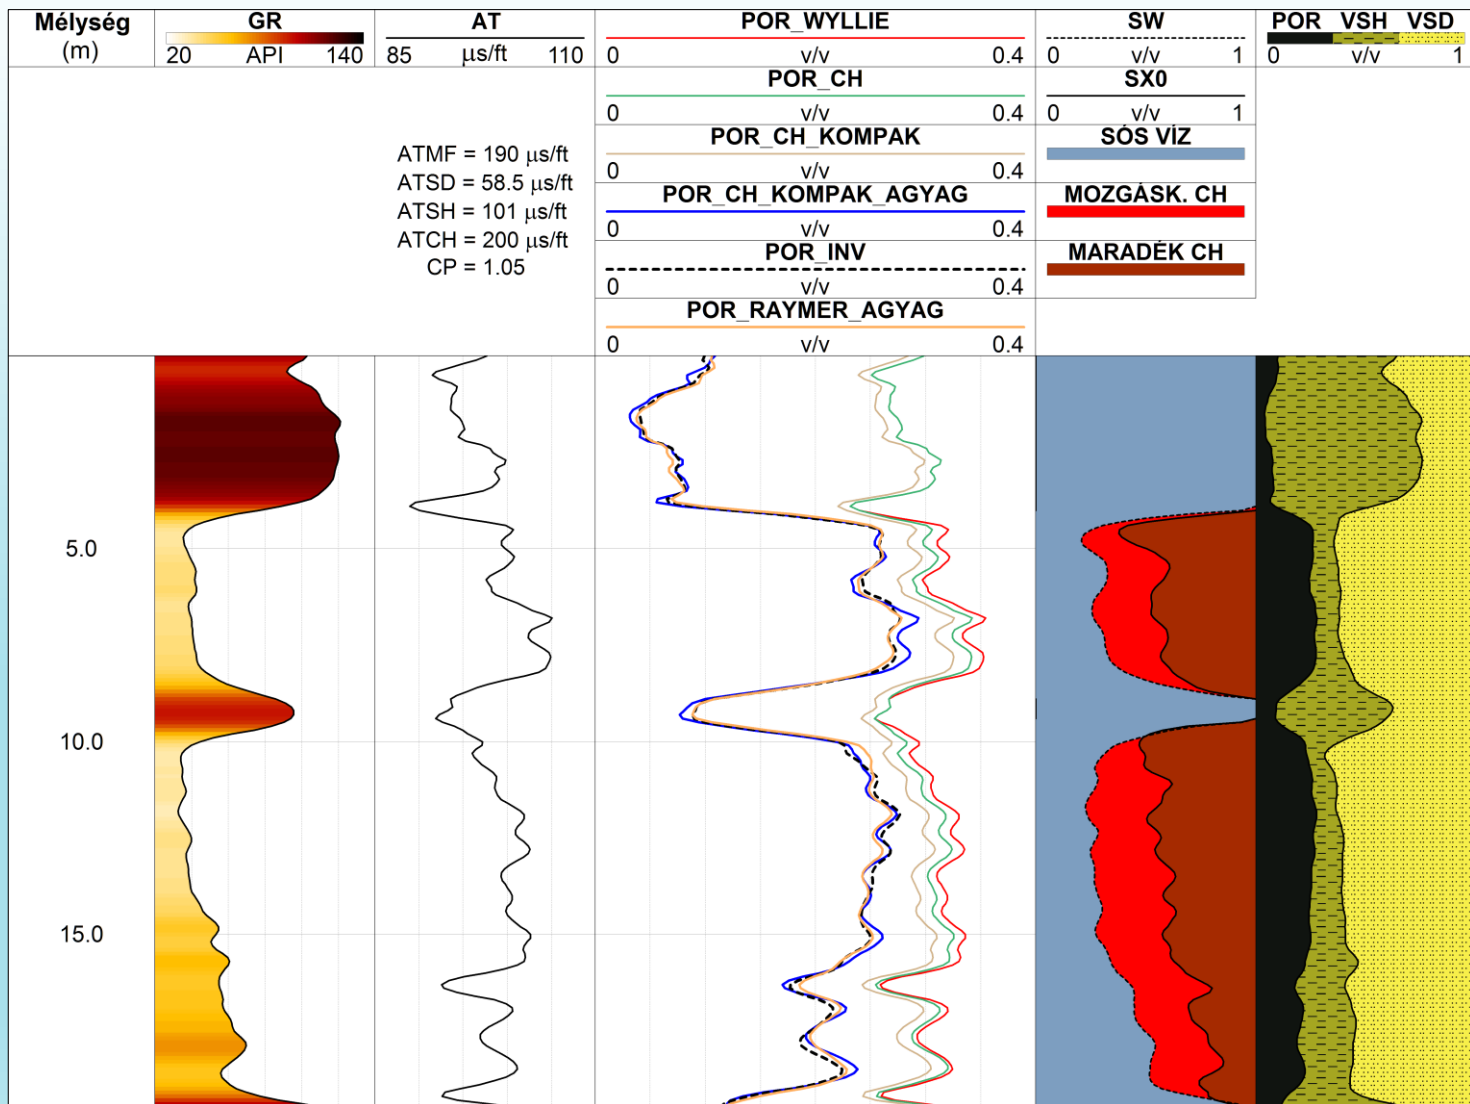 Mélység GR AT POR_WYLLIE SW POR VSH VSD
(m) 20 API 140 85 µs/ft 110 0 v/v 0.4 0 v/v 1 0 v/v 1
POR_CH SX0
0 v/v 0.4 0 v/v 1
POR_CH_KOMPAK SÓS VÍZ
0 v/v 0.4
POR_CH_KOMPAK_AGYAG MOZGÁSK. CH
0 v/v 0.4
POR_INV MARADÉK CH
0 v/v 0.4
POR_RAYMER_AGYAG
0 v/v 0.4
ATMF = 190 µs/ft
ATSD = 58.5 µs/ft
ATSH = 101 µs/ft
ATCH = 200 µs/ft
CP = 1.05
5.0
10.0
15.0